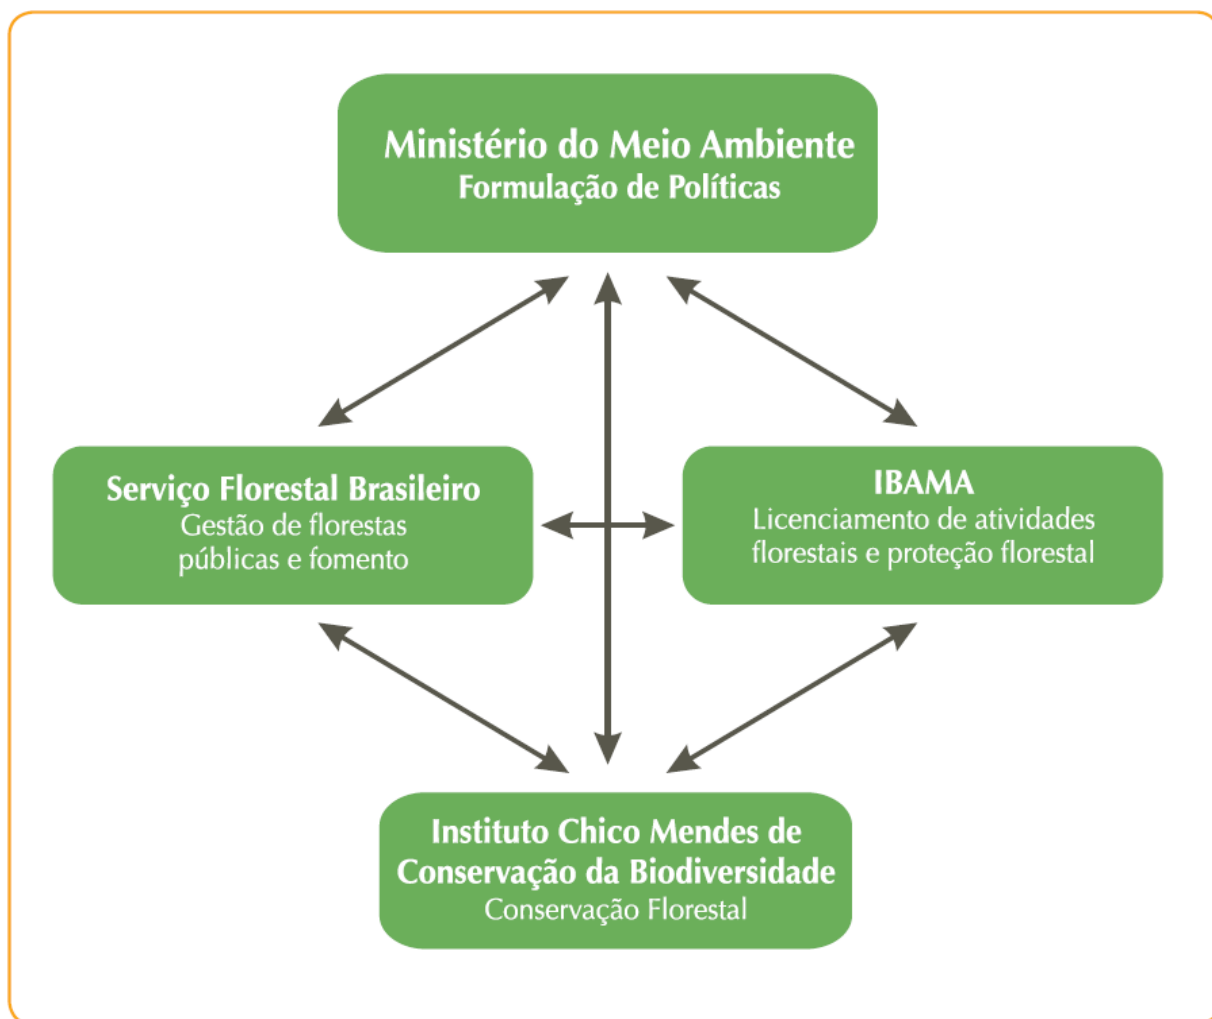 Ministério do Meio Ambiente
Formulação de Políticas
Serviço Florestal Brasileiro
Gestão de florestas
públicas e fomento
IBAMA
Licenciamento de atividades
florestais e proteção florestal
Instituto Chico Mendes de
Conservação da Biodiversidade
Conservação Florestal